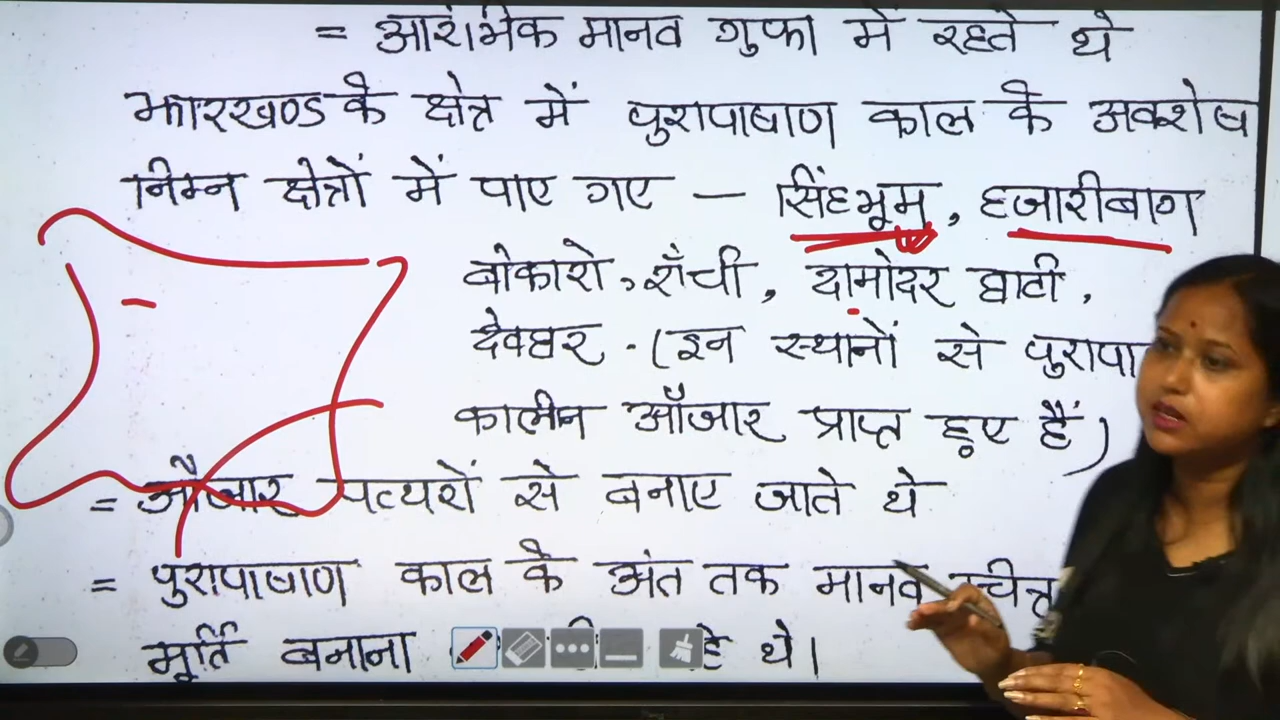 = आरंभिक मानव गुफा में रहते थे
झारखण्ड के क्षेत्र में पुरापाषाण काल के अवशेष
निम्न क्षेत्रों में पाए गए — सिंहभूम, हजारीबाग
बोकारो, राँची, दामोदर घाटी,
देवघर - (इन स्थानों से पुरापा
कालीन औजार प्राप्त हुए हैं)
= औजार पत्थरों से बनाए जाते थे
= पुरापाषाण काल के अंत तक मानव
मूर्ति बनाना थे।